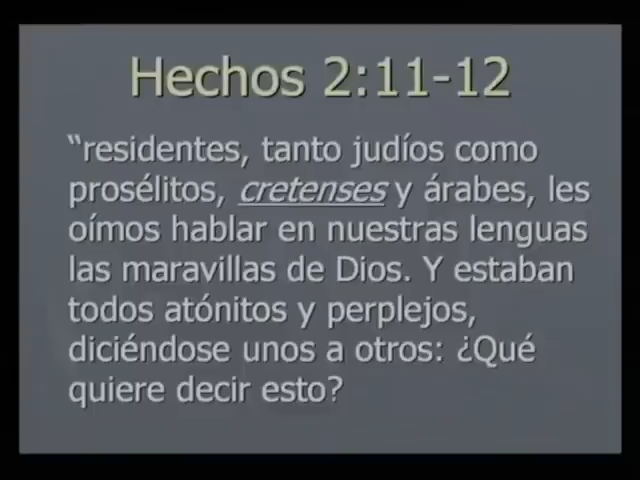 Hechos 2:11-12
“residentes, tanto judíos como
prosélitos, cretenses y árabes, les
oímos hablar en nuestras lenguas
las maravillas de Dios. Y estaban
todos atónitos y perplejos,
diciéndose unos a otros: ¿Qué
quiere decir esto?